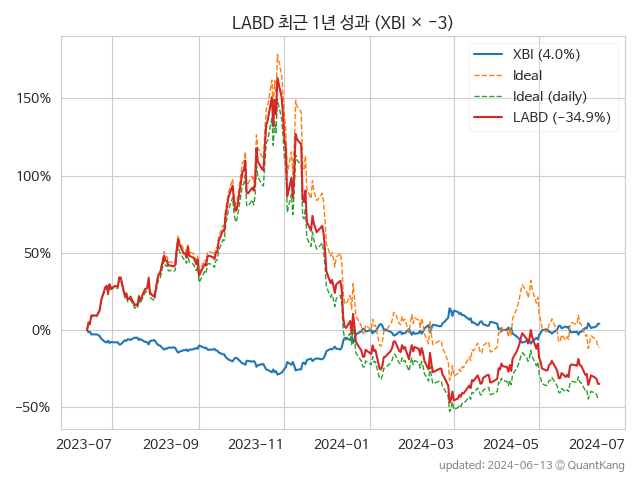 LABD 최근 1년 성과 (XBI × −3)
XBI (4.0%)
Ideal
Ideal (daily)
LABD (−34.9%)
150%
100%
50%
0%
−50%
2023-07 2023-09 2023-11 2024-01 2024-03 2024-05 2024-07
updated: 2024-06-13 © QuantKang